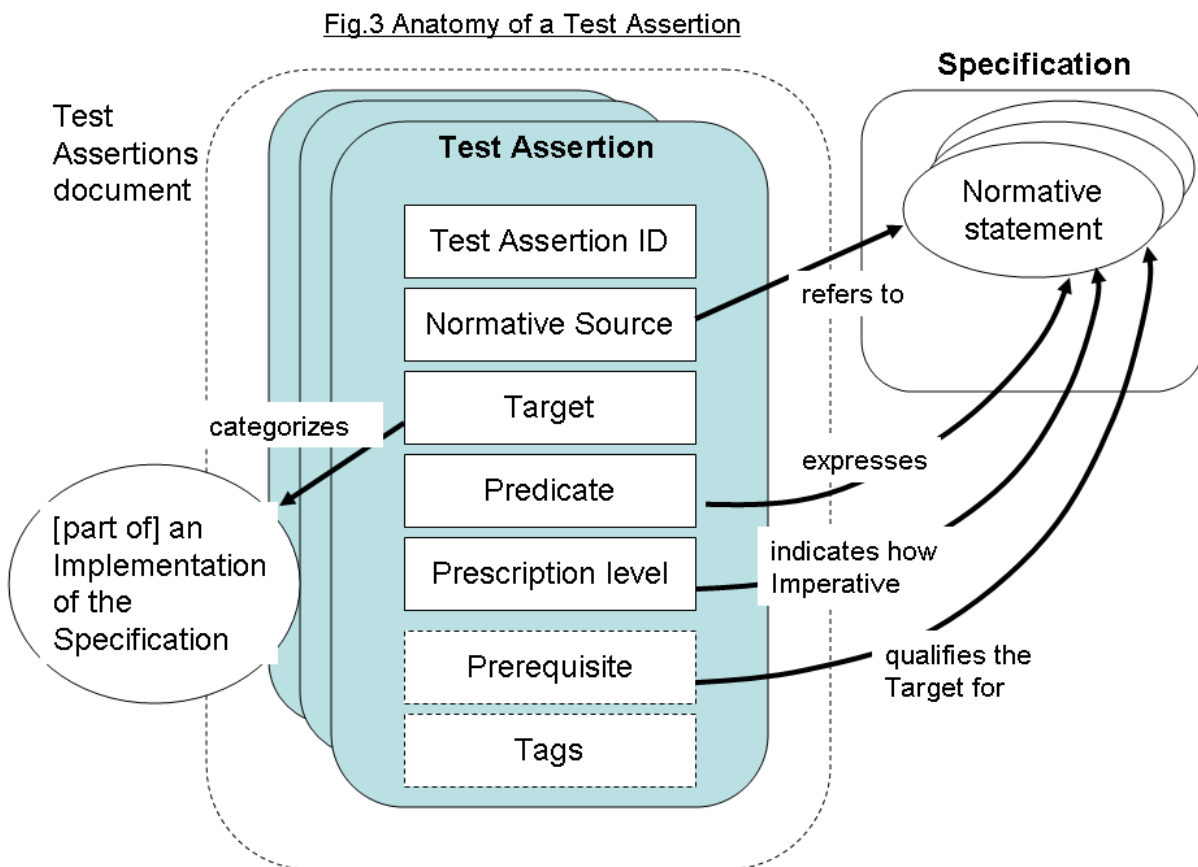 Fig.3 Anatomy of a Test Assertion
Specification
Test
Assertions
document
Test Assertion
Normative
statement
Test Assertion ID
refers to
Normative Source
categorizes
Target
expresses
Predicate
[part of] an
Implementation
of the
Specification
indicates how
Imperative
Prescription level
qualifies the
Target for
Prerequisite
Tags